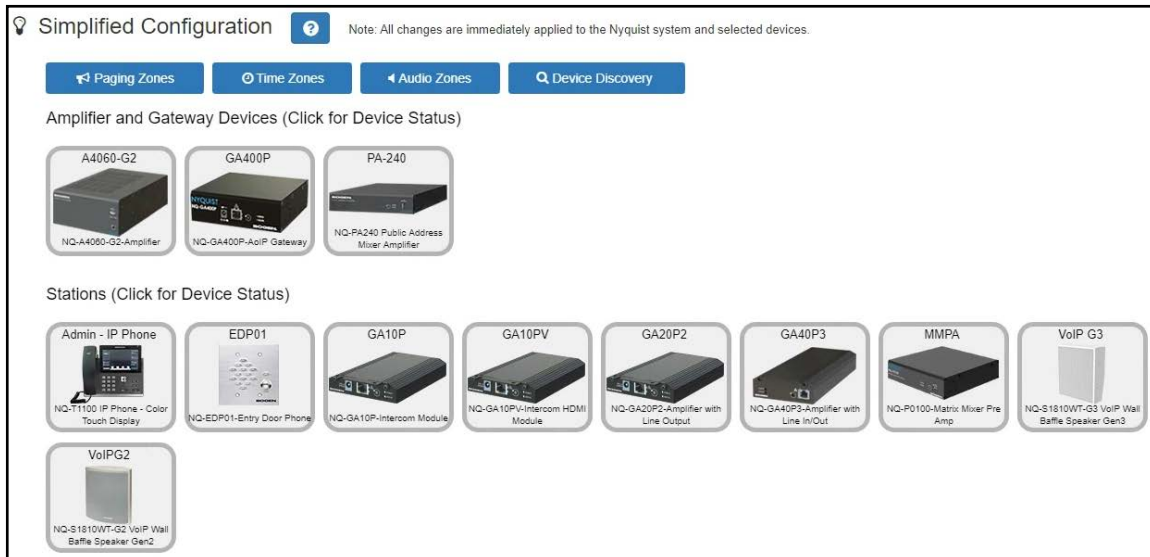 Simplified Configuration
Note: All changes are immediately applied to the Nyquist system and selected devices.
Paging Zones
Time Zones
Audio Zones
Device Discovery
Amplifier and Gateway Devices (Click for Device Status)
A4060-G2
NQ-A4060-G2-Amplifier
GA400P
NYQUIST
NQ-GA400P
BOGEN
NQ-GA400P-AoIP Gateway
PA-240
NQ-PA240 Public Address
Mixer Amplifier
Stations (Click for Device Status)
Admin - IP Phone
NQ-T1100 IP Phone - Color
Touch Display
EDP01
NQ-EDP01-Entry Door Phone
GA10P
NQ-GA10P-Intercom Module
GA10PV
NQ-GA10PV-Intercom HDMI
Module
GA20P2
NQ-GA20P2-Amplifier with
Line Output
GA40P3
NQ-GA40P3-Amplifier with
Line In/Out
MMPA
NQ-P0100-Matrix Mixer Pre
Amp
VoIP G3
NQ-S1810WT-G3 VoIP Wall
Baffle Speaker Gen3
VoIPG2
NQ-S1810WT-G2 VoIP Wall
Baffle Speaker Gen2